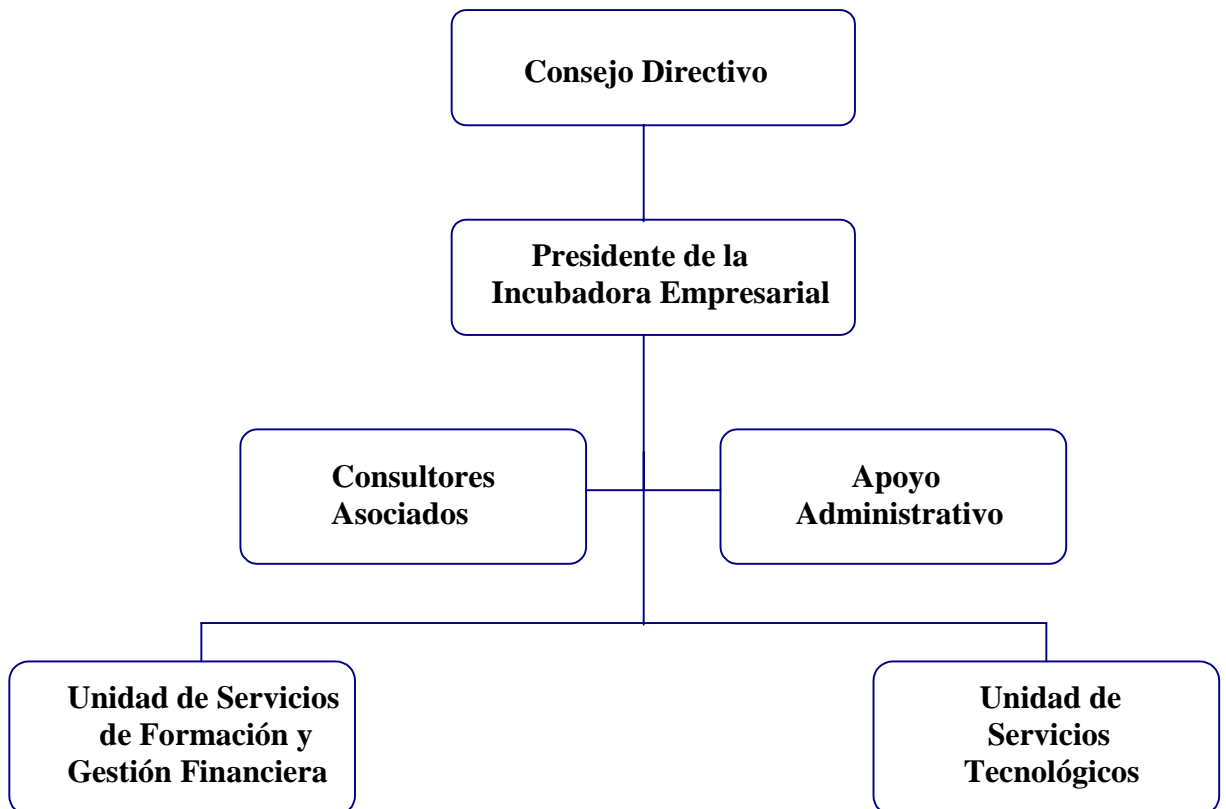 Consejo Directivo
Presidente de la
Incubadora Empresarial
Consultores
Asociados
Apoyo
Administrativo
Unidad de Servicios
de Formación y
Gestión Financiera
Unidad de
Servicios
Tecnológicos